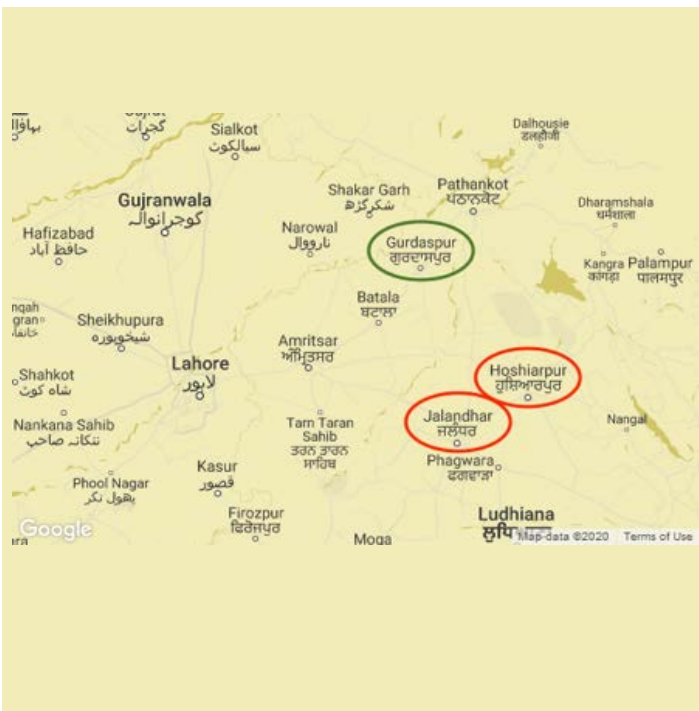 گجرات
Sialkot
سیالکوٹ
Dalhousie
डलहौजी
Gujranwala
گوجرانوالہ
Shakar Garh
شکرگڑھ
Pathankot
ਪਠਾਨਕੋਟ
Dharamshala
धर्मशाला
Hafizabad
حافظ آباد
Narowal
نارووال
Gurdaspur
ਗੁਰਦਾਸਪੁਰ
Kangra
कांगड़ा
Palampur
पालमपुर
Batala
ਬਟਾਲਾ
Sheikhupura
شیخوپورہ
Amritsar
ਅੰਮ੍ਰਿਤਸਰ
Lahore
لاہور
Shahkot
شاہ کوٹ
Hoshiarpur
ਹੁਸ਼ਿਆਰਪੁਰ
Nankana Sahib
ننکانہ صاحب
Tarn Taran
Sahib
ਤਰਨ ਤਾਰਨ
ਸਾਹਿਬ
Jalandhar
ਜਲੰਧਰ
Nangal
Phagwara
ਫਗਵਾੜਾ
Kasur
قصور
Phool Nagar
پھول نگر
Firozpur
ਫਿਰੋਜ਼ਪੁਰ
Ludhiana
Moga
Google
Map data ©2020 Terms of Use